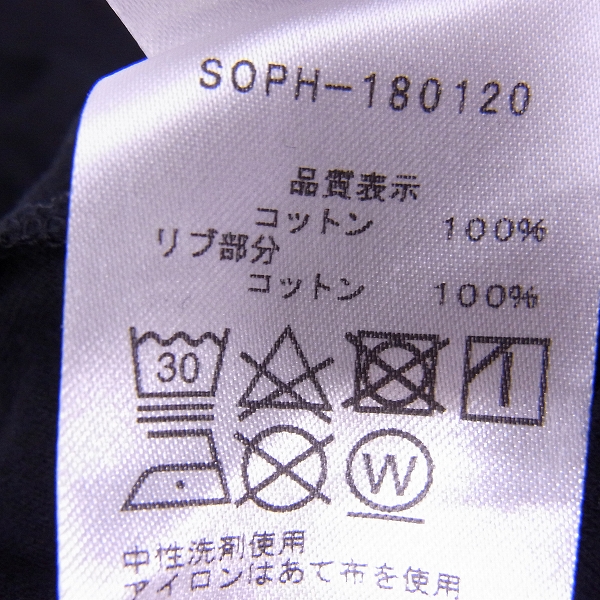 SOPH-180120
品質表示
コットン 100%
リブ部分
コットン 100%
30
W
中性洗剤使用
アイロンはあて布を使用